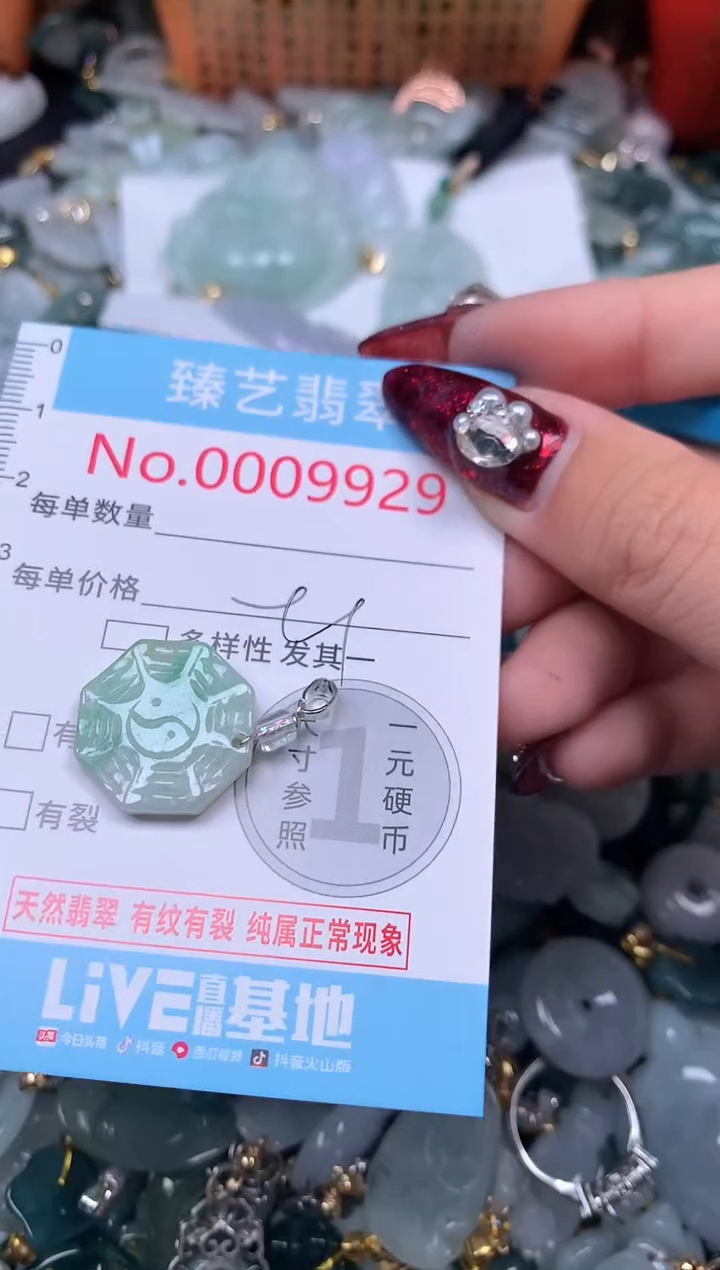 臻艺翡翠
No.0009929
0
1
2
3
每单数量
每单价格
多样性 发其一
有
有裂
尺寸参照
1
一元硬币
天然翡翠 有纹有裂 纯属正常现象
LiVE直播基地
今日头条 抖音 西瓜视频 抖音火山版